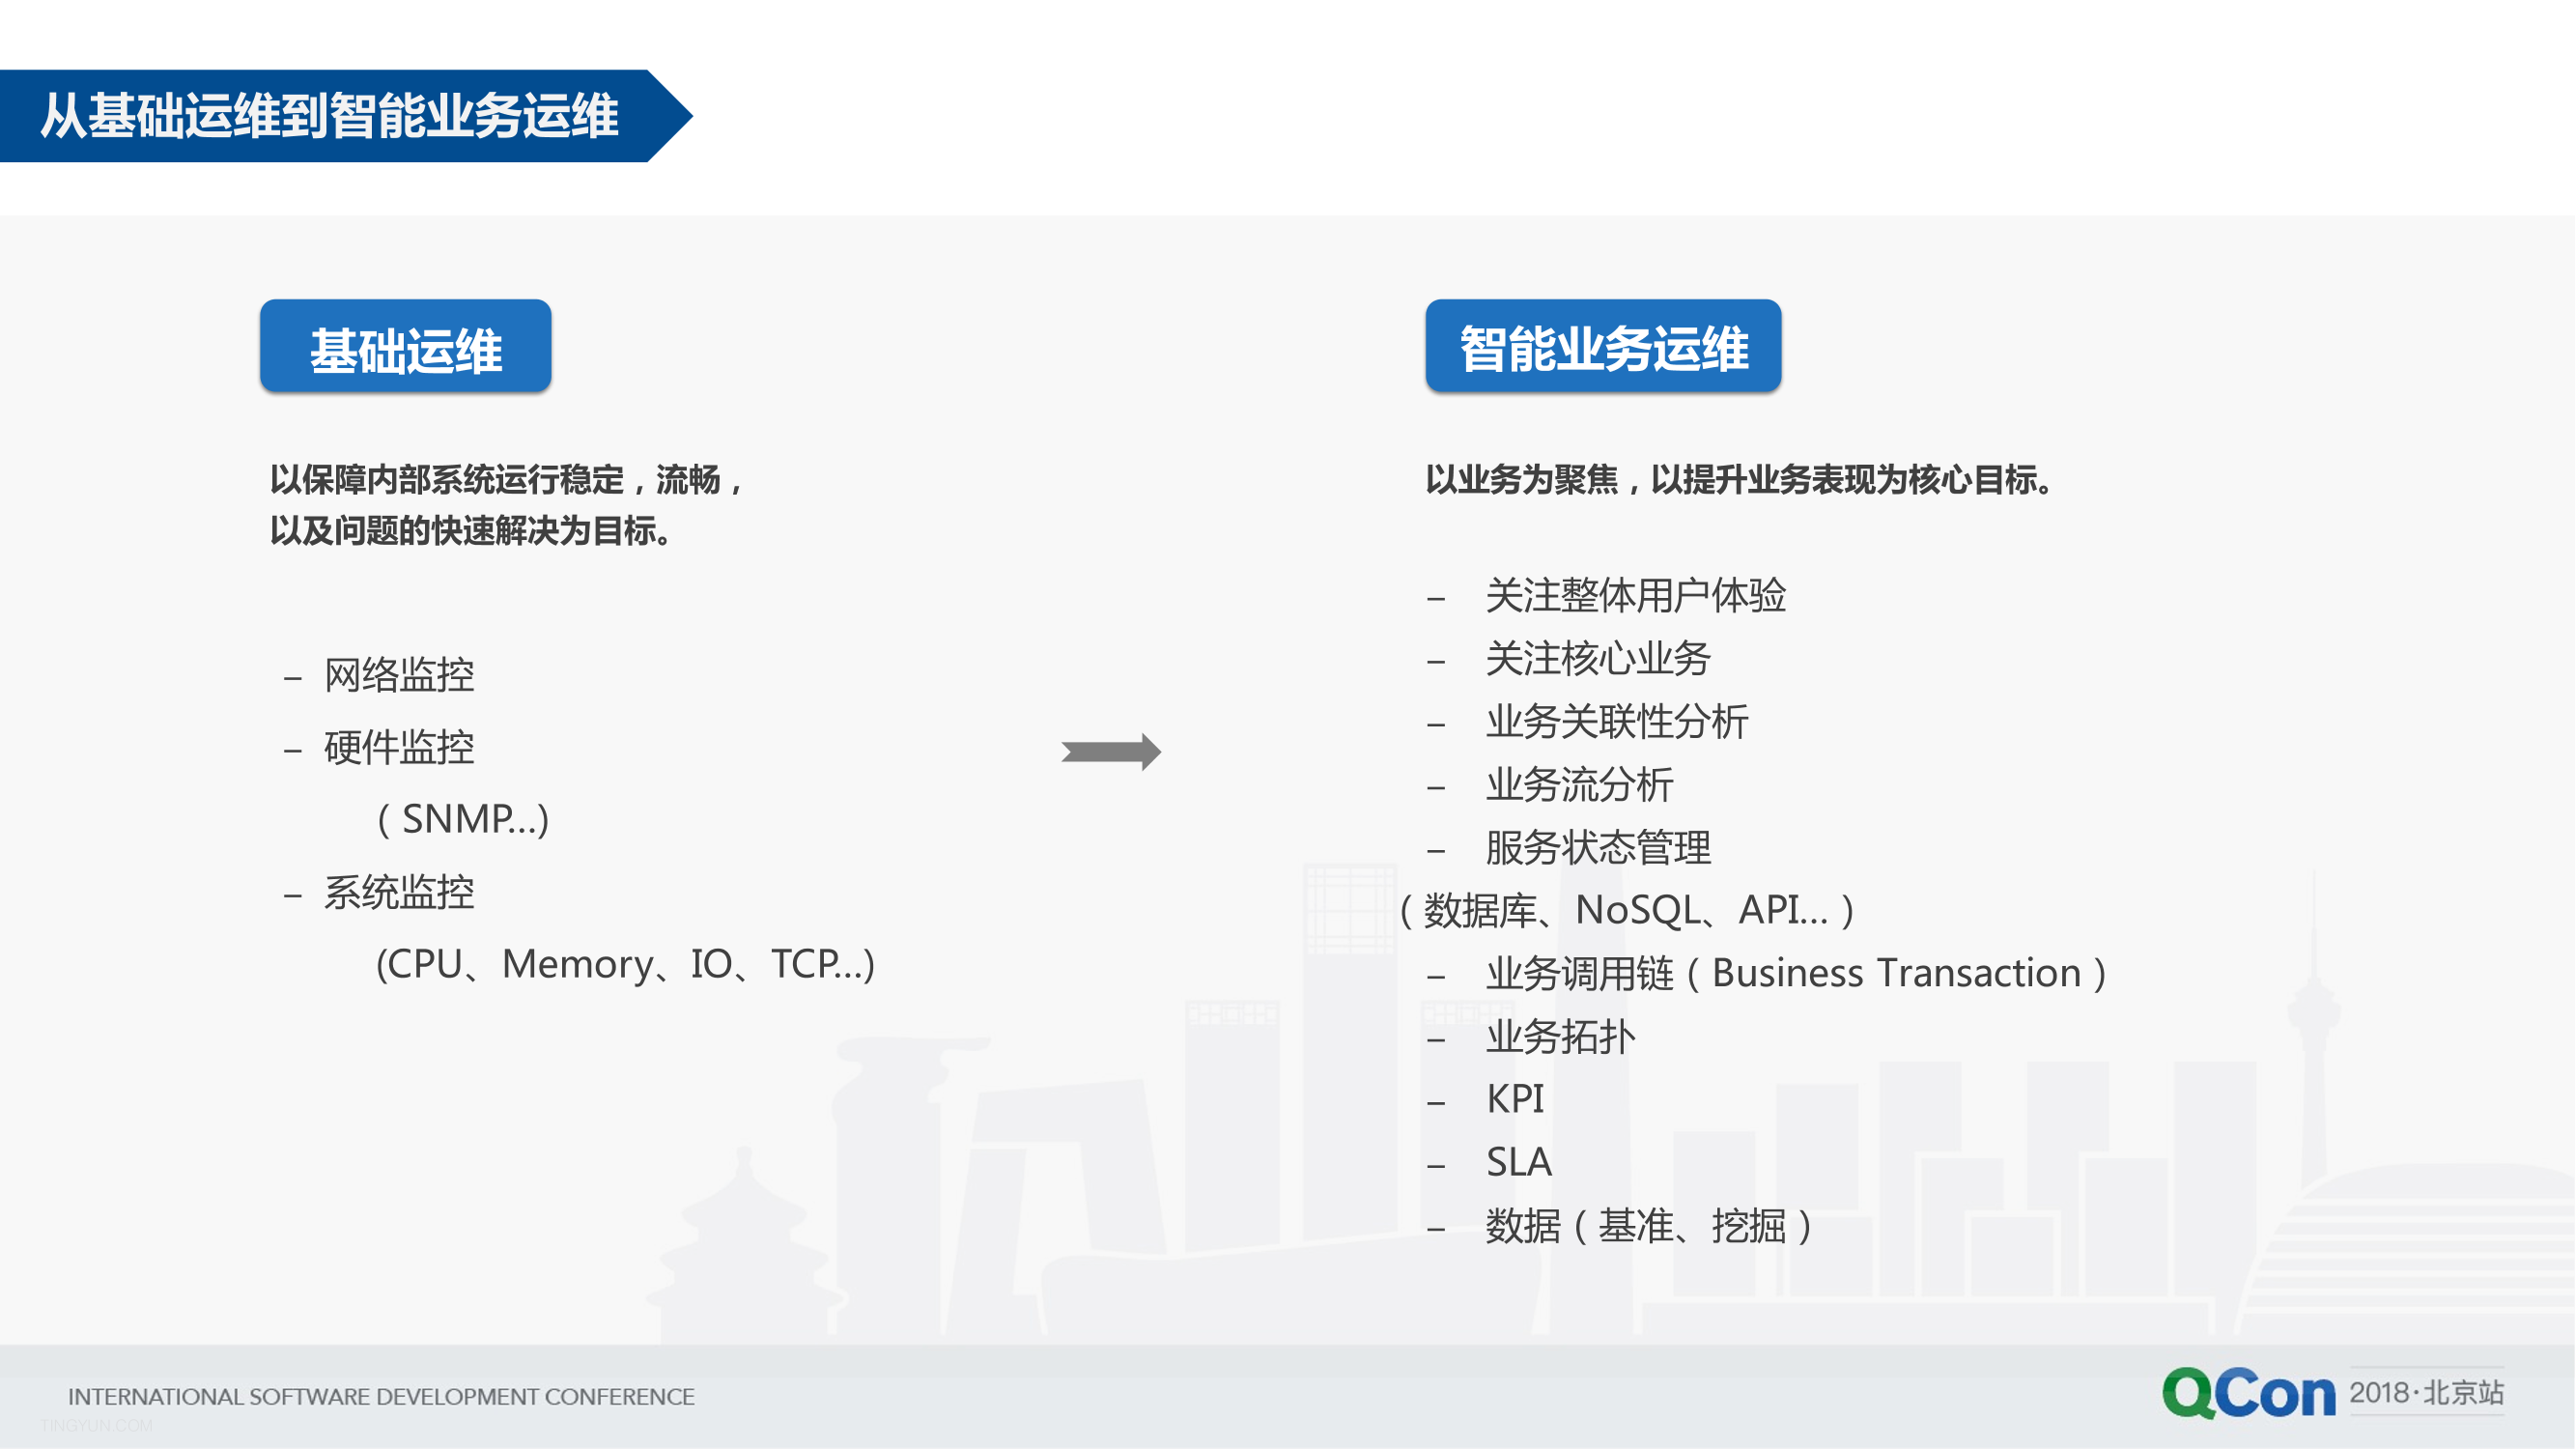 从基础运维到智能业务运维
基础运维
以保障内部系统运行稳定，流畅，
以及问题的快速解决为目标。
– 网络监控
– 硬件监控
（SNMP...)
– 系统监控
(CPU、Memory、IO、TCP...)
智能业务运维
以业务为聚焦，以提升业务表现为核心目标。
– 关注整体用户体验
– 关注核心业务
– 业务关联性分析
– 业务流分析
– 服务状态管理
（数据库、NoSQL、API...）
– 业务调用链（Business Transaction）
– 业务拓扑
– KPI
– SLA
– 数据（基准、挖掘）
INTERNATIONAL SOFTWARE DEVELOPMENT CONFERENCE
TINGYUN.COM
QCon 2018·北京站